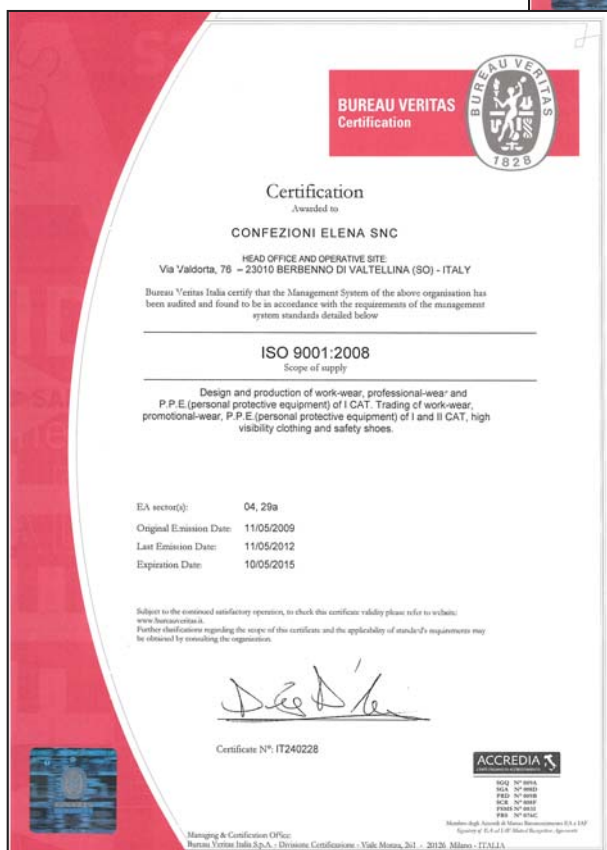 BUREAU VERITAS
Certification
BUREAU VERITAS
1828
Certification
Awarded to
CONFEZIONI ELENA SNC
HEAD OFFICE AND OPERATIVE SITE:
Via Valdorta, 76 – 23010 BERBENNO DI VALTELLINA (SO) - ITALY
Bureau Veritas Italia certify that the Management System of the above organisation has
been audited and found to be in accordance with the requirements of the management
system standards detailed below
ISO 9001:2008
Scope of supply
Design and production of work-wear, professional-wear and
P.P.E.(personal protective equipment) of I CAT. Trading of work-wear,
promotional-wear, P.P.E.(personal protective equipment) of I and II CAT, high
visibility clothing and safety shoes.
EA sector(s): 04, 29a
Original Emission Date: 11/05/2009
Last Emission Date: 11/05/2012
Expiration Date: 10/05/2015
Subject to the continued satisfactory operation, to check this certificate validity please refer to website:
www.bureauveritas.it.
Further clarifications regarding the scope of this certificate and the applicability of standard's requirements may
be obtained by consulting the organization.
Certificate N°: IT240228
ACCREDIA
Managing & Certification Office:
Bureau Veritas Italia S.p.A. - Divisione Certificazione - Viale Monza, 261 - 20126 Milano - ITALIA